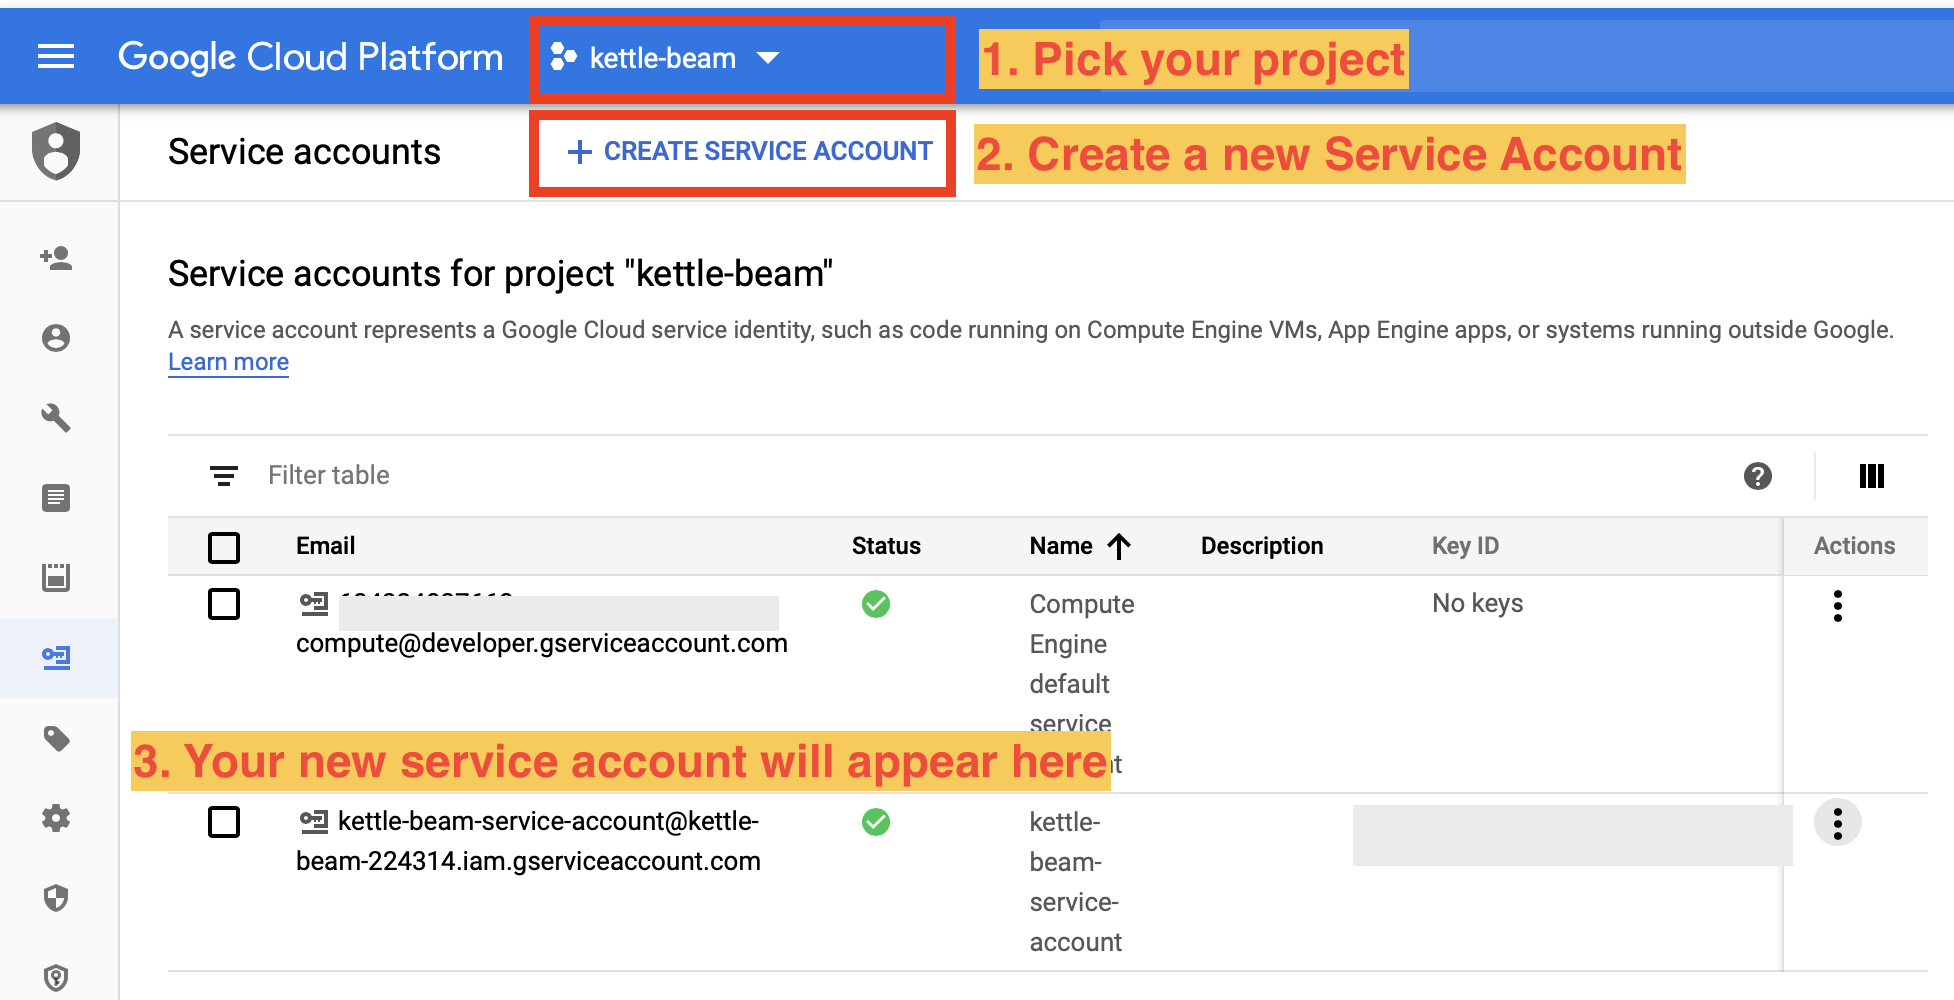 Google Cloud Platform
kettle-beam
1. Pick your project
Service accounts
CREATE SERVICE ACCOUNT
2. Create a new Service Account
Service accounts for project "kettle-beam"
A service account represents a Google Cloud service identity, such as code running on Compute Engine VMs, App Engine apps, or systems running outside Google.
Learn more
Filter table
Email
Status
Name
Description
Key ID
Actions
compute@developer.gserviceaccount.com
Compute
Engine
default
service
No keys
3. Your new service account will appear here
kettle-beam-service-account@kettle-
beam-224314.iam.gserviceaccount.com
kettle-
beam-
service-
account